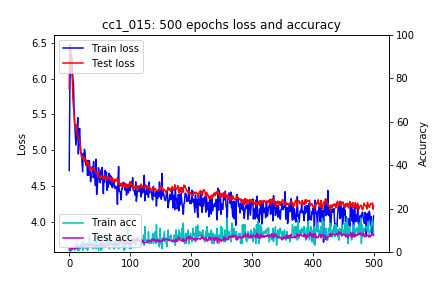 cc1_015: 500 epochs loss and accuracy
6.5
6.0
5.5
5.0
4.5
4.0
Loss
Train loss
Test loss
Train acc
Test acc
100
80
60
40
20
0
Accuracy
0 100 200 300 400 500